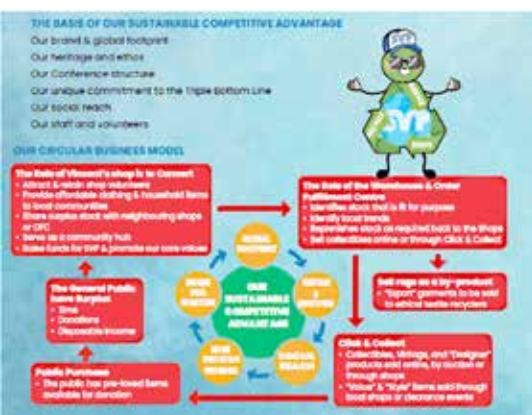 THE BASIS OF OUR SUSTAINABLE COMPETITIVE ADVANTAGE
Our brand & global footprint
Our heritage and ethos
Our Conference structure
Our unique commitment to the Triple Bottom Line
Our social reach
Our staff and volunteers
SVP
SVP
OUR CIRCULAR BUSINESS MODEL
The Role of Vincent's shop is to Connect
• Attract & retain shop volunteers
• Provide affordable clothing & household items
to local communities
• Share surplus stock with neighbouring shops
or OFC
• Serve as a community hub
• Raise funds for SVP & promote our core values
The Role of the Warehouse & Order
Fulfillment Centre
• Identifies stock that is fit for purpose
• Identify local trends
• Replenishes stock as required back to the Shops
• Sell collectibles online or through Click & Collect
The General Public
have Surplus
• Time
• Donations
• Disposable Income
OUR
SUSTAINABLE
COMPETITIVE
ADVANTAGE
SOCIAL
REACH
Sell rags as a by-product
• "Export" garments to be sold
to ethical textile recyclers
Click & Collect
• Collectibles, Vintage, and "Designer"
products sold online, by auction or
through shops
• "Value" & "Style" items sold through
local shops or clearance events
Public Purchase
• The public has pre-loved items
available for donation